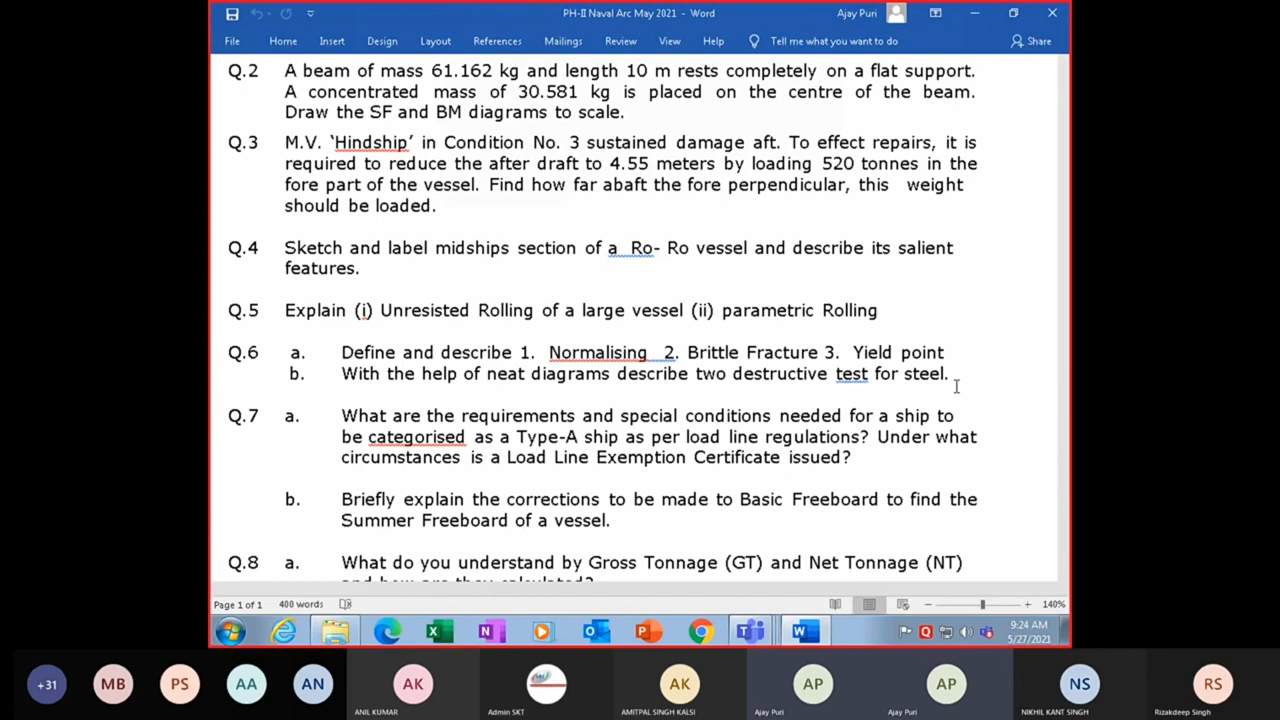 PH-II Naval Arc May 2021 - Word
Ajay Puri
File Home Insert Design Layout References Mailings Review View Help Tell me what you want to do Share
Q.2 A beam of mass 61.162 kg and length 10 m rests completely on a flat support.
A concentrated mass of 30.581 kg is placed on the centre of the beam.
Draw the SF and BM diagrams to scale.
Q.3 M.V. ‘Hindship’ in Condition No. 3 sustained damage aft. To effect repairs, it is
required to reduce the after draft to 4.55 meters by loading 520 tonnes in the
fore part of the vessel. Find how far abaft the fore perpendicular, this weight
should be loaded.
Q.4 Sketch and label midships section of a Ro- Ro vessel and describe its salient
features.
Q.5 Explain (i) Unresisted Rolling of a large vessel (ii) parametric Rolling
Q.6 a. Define and describe 1. Normalising 2. Brittle Fracture 3. Yield point
b. With the help of neat diagrams describe two destructive test for steel.
Q.7 a. What are the requirements and special conditions needed for a ship to
be categorised as a Type-A ship as per load line regulations? Under what
circumstances is a Load Line Exemption Certificate issued?
b. Briefly explain the corrections to be made to Basic Freeboard to find the
Summer Freeboard of a vessel.
Q.8 a. What do you understand by Gross Tonnage (GT) and Net Tonnage (NT)
and how are they calculated?
Page 1 of 1 400 words 140%
9:24 AM
5/27/2021
+31 MB PS AA AN AK AK AP AP NS RS
ANIL KUMAR Admin SKT AMITPAL SINGH KALSI Ajay Puri Ajay Puri NIKHIL KANT SINGH Rizakdeep Singh